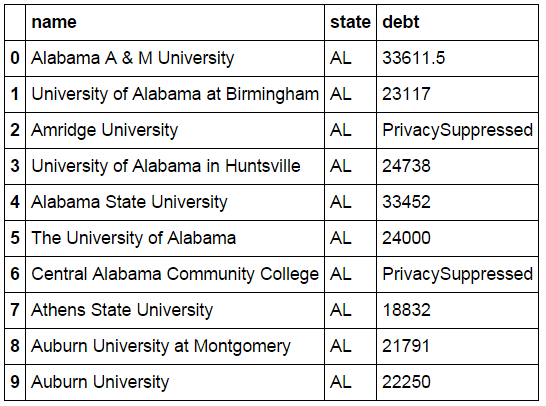 name state debt
0 Alabama A & M University AL 33611.5
1 University of Alabama at Birmingham AL 23117
2 Amridge University AL PrivacySuppressed
3 University of Alabama in Huntsville AL 24738
4 Alabama State University AL 33452
5 The University of Alabama AL 24000
6 Central Alabama Community College AL PrivacySuppressed
7 Athens State University AL 18832
8 Auburn University at Montgomery AL 21791
9 Auburn University AL 22250